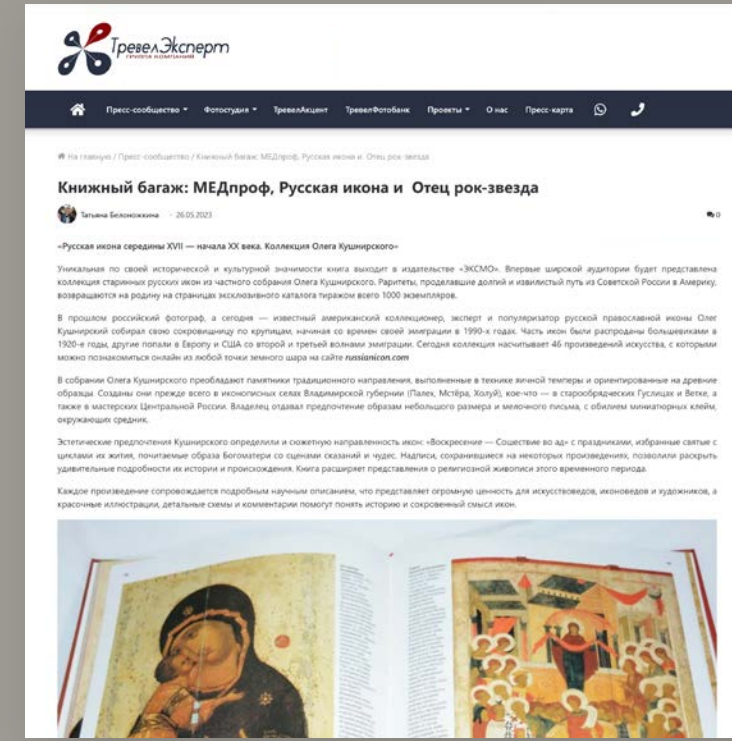 ТревелЭксперт
ГРУППА КОМПАНИЙ
Пресс-сообщество Фотостудия ТревелАкцент ТревелФотобанк Проекты О нас Пресс-карта
На главную / Пресс-сообщество / Книжный багаж: МЕДпроф, Русская икона и Отец рок-звезда
Книжный багаж: МЕДпроф, Русская икона и Отец рок-звезда
Татьяна Белоножкина - 26.05.2023 0
«Русская икона середины XVII — начала XX века. Коллекция Олега Кушнирского»
Уникальная по своей исторической и культурной значимости книга выходит в издательстве «ЭКСМО». Впервые широкой аудитории будет представлена
коллекция старинных русских икон из частного собрания Олега Кушнирского. Раритеты, проделавшие долгий и извилистый путь из Советской России в Америку,
возвращаются на родину на страницах эксклюзивного каталога тиражом всего 1000 экземпляров.
В прошлом российский фотограф, а сегодня — известный американский коллекционер, эксперт и популяризатор русской православной иконы Олег
Кушнирский собирал свою сокровищницу по крупицам, начиная со времен своей эмиграции в 1990-х годах. Часть икон были распроданы большевиками в
1920-е годы, другие попали в Европу и США со второй и третьей волнами эмиграции. Сегодня коллекция насчитывает 46 произведений искусства, с которыми
можно познакомиться онлайн из любой точки земного шара на сайте russianicon.com
В собрании Олега Кушнирского преобладают памятники традиционного направления, выполненные в технике яичной темперы и ориентированные на древние
образцы. Созданы они прежде всего в иконописных селах Владимирской губернии (Палех, Мстёра, Холуй), кое-что — в старообрядческих Гуслицах и Ветке, а
также в мастерских Центральной России. Владелец отдавал предпочтение образам небольшого размера и мелочного письма, с обилием миниатюрных клейм,
окружающих средник.
Эстетические предпочтения Кушнирского определили и сюжетную направленность икон: «Воскресение — Сошествие во ад» с праздниками, избранные святые с
циклами их жития, почитаемые образа Богоматери со сценами сказаний и чудес. Надписи, сохранившиеся на некоторых произведениях, позволили раскрыть
удивительные подробности их истории и происхождения. Книга расширяет представления о религиозной живописи этого временного периода.
Каждое произведение сопровождается подробным научным описанием, что представляет огромную ценность для искусствоведов, иконоведов и художников, а
красочные иллюстрации, детальные схемы и комментарии помогут понять историю и сокровенный смысл икон.